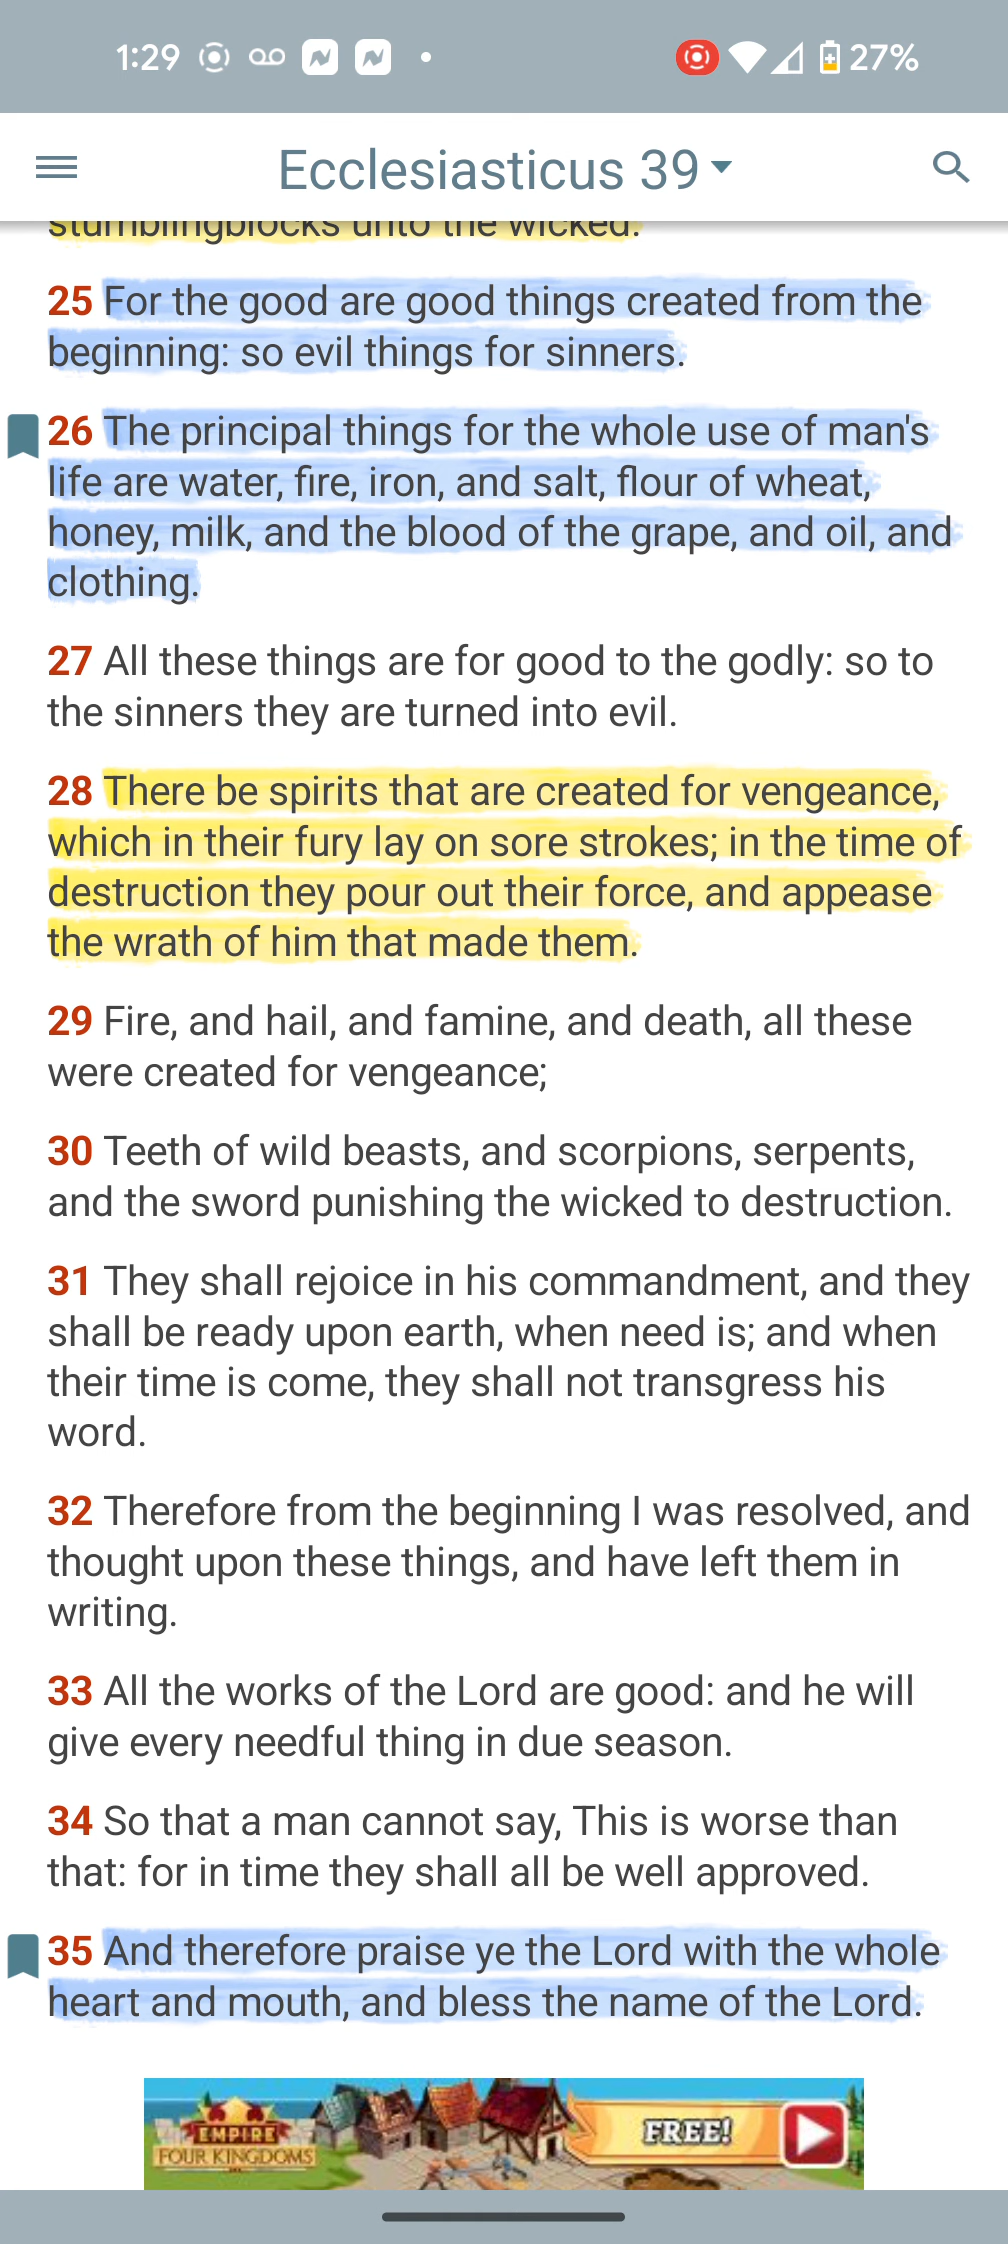 1:29
27%
Ecclesiasticus 39
stumblingblocks unto the wicked.
25 For the good are good things created from the
beginning: so evil things for sinners.
26 The principal things for the whole use of man's
life are water, fire, iron, and salt, flour of wheat,
honey, milk, and the blood of the grape, and oil, and
clothing.
27 All these things are for good to the godly: so to
the sinners they are turned into evil.
28 There be spirits that are created for vengeance,
which in their fury lay on sore strokes; in the time of
destruction they pour out their force, and appease
the wrath of him that made them.
29 Fire, and hail, and famine, and death, all these
were created for vengeance;
30 Teeth of wild beasts, and scorpions, serpents,
and the sword punishing the wicked to destruction.
31 They shall rejoice in his commandment, and they
shall be ready upon earth, when need is; and when
their time is come, they shall not transgress his
word.
32 Therefore from the beginning I was resolved, and
thought upon these things, and have left them in
writing.
33 All the works of the Lord are good: and he will
give every needful thing in due season.
34 So that a man cannot say, This is worse than
that: for in time they shall all be well approved.
35 And therefore praise ye the Lord with the whole
heart and mouth, and bless the name of the Lord.
EMPIRE
FOUR KINGDOMS
FREE!